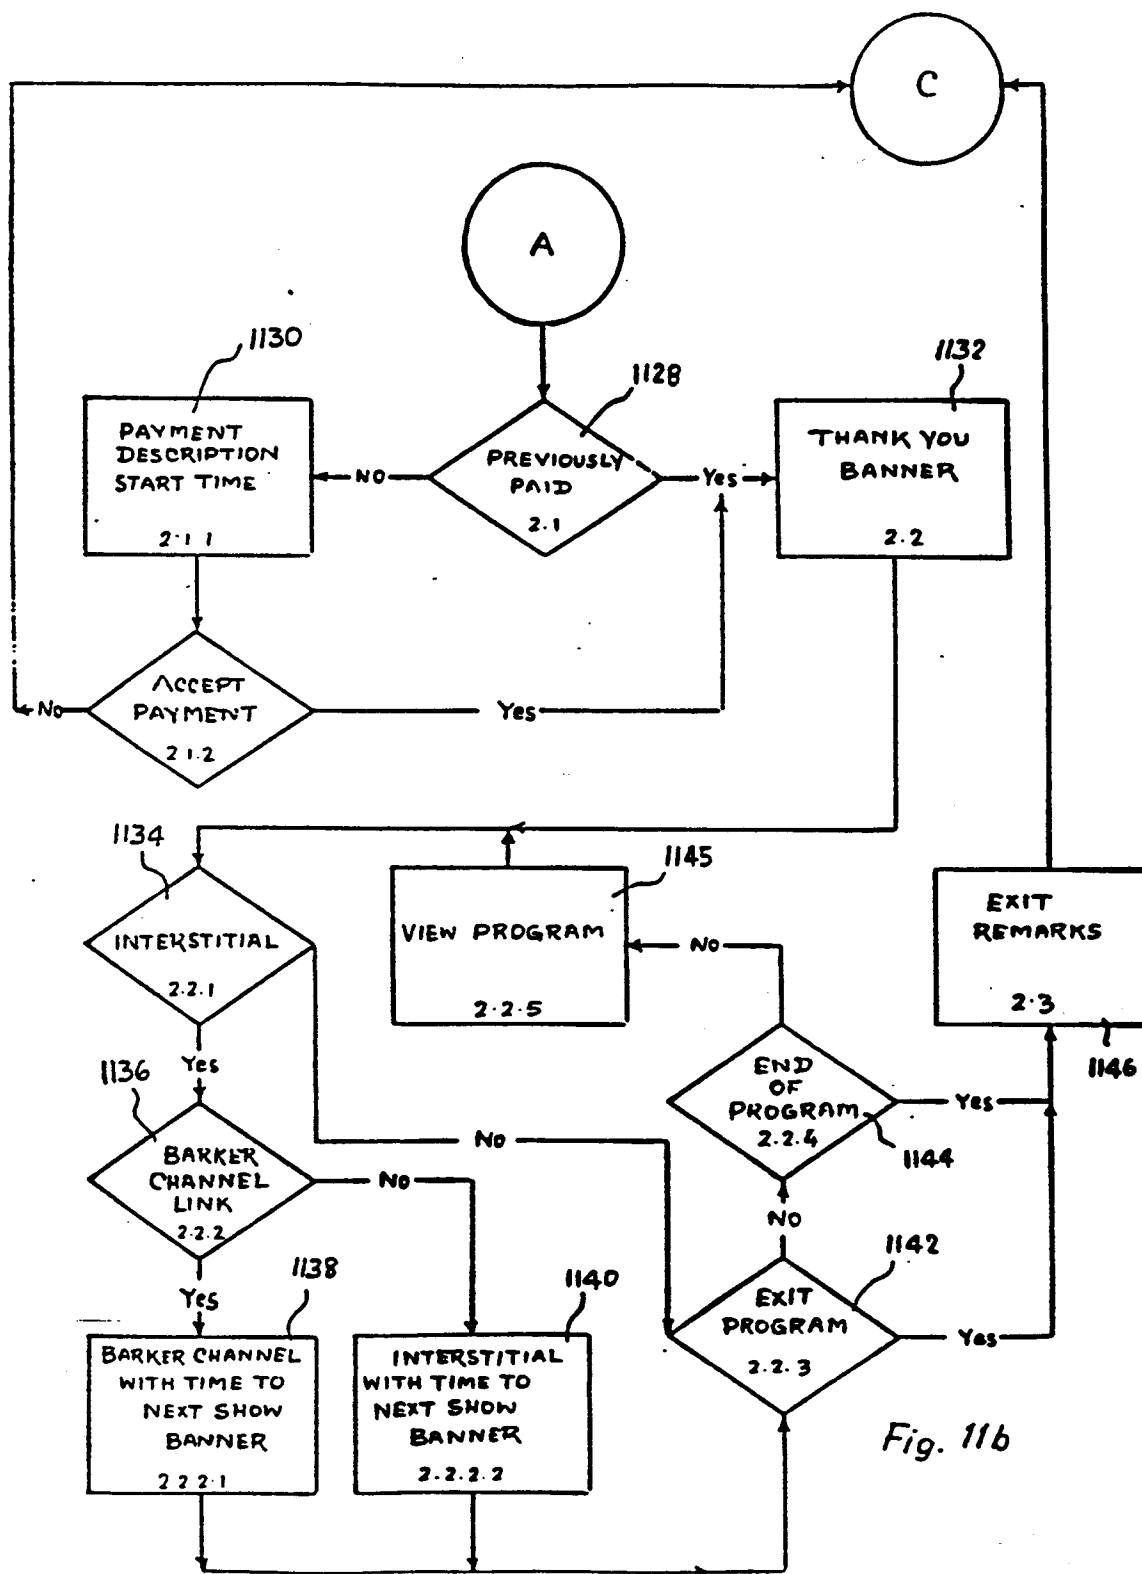 C
A
1130
1128
1132
PAYMENT
DESCRIPTION
START TIME
2.1.1
NO
PREVIOUSLY
PAID
2.1
Yes
THANK YOU
BANNER
2.2
ACCEPT
PAYMENT
2.1.2
No
Yes
1134
INTERSTITIAL
2.2.1
1145
VIEW PROGRAM
2.2.5
No
EXIT
REMARKS
2.3
1146
Yes
1136
BARKER
CHANNEL
LINK
2.2.2
No
No
END
OF
PROGRAM
2.2.4
Yes
1144
No
Yes
1138
1140
1142
EXIT
PROGRAM
2.2.3
Yes
BARKER CHANNEL
WITH TIME TO
NEXT SHOW
BANNER
2.2.2.1
INTERSTITIAL
WITH TIME TO
NEXT SHOW
BANNER
2.2.2.2
Fig. 11b